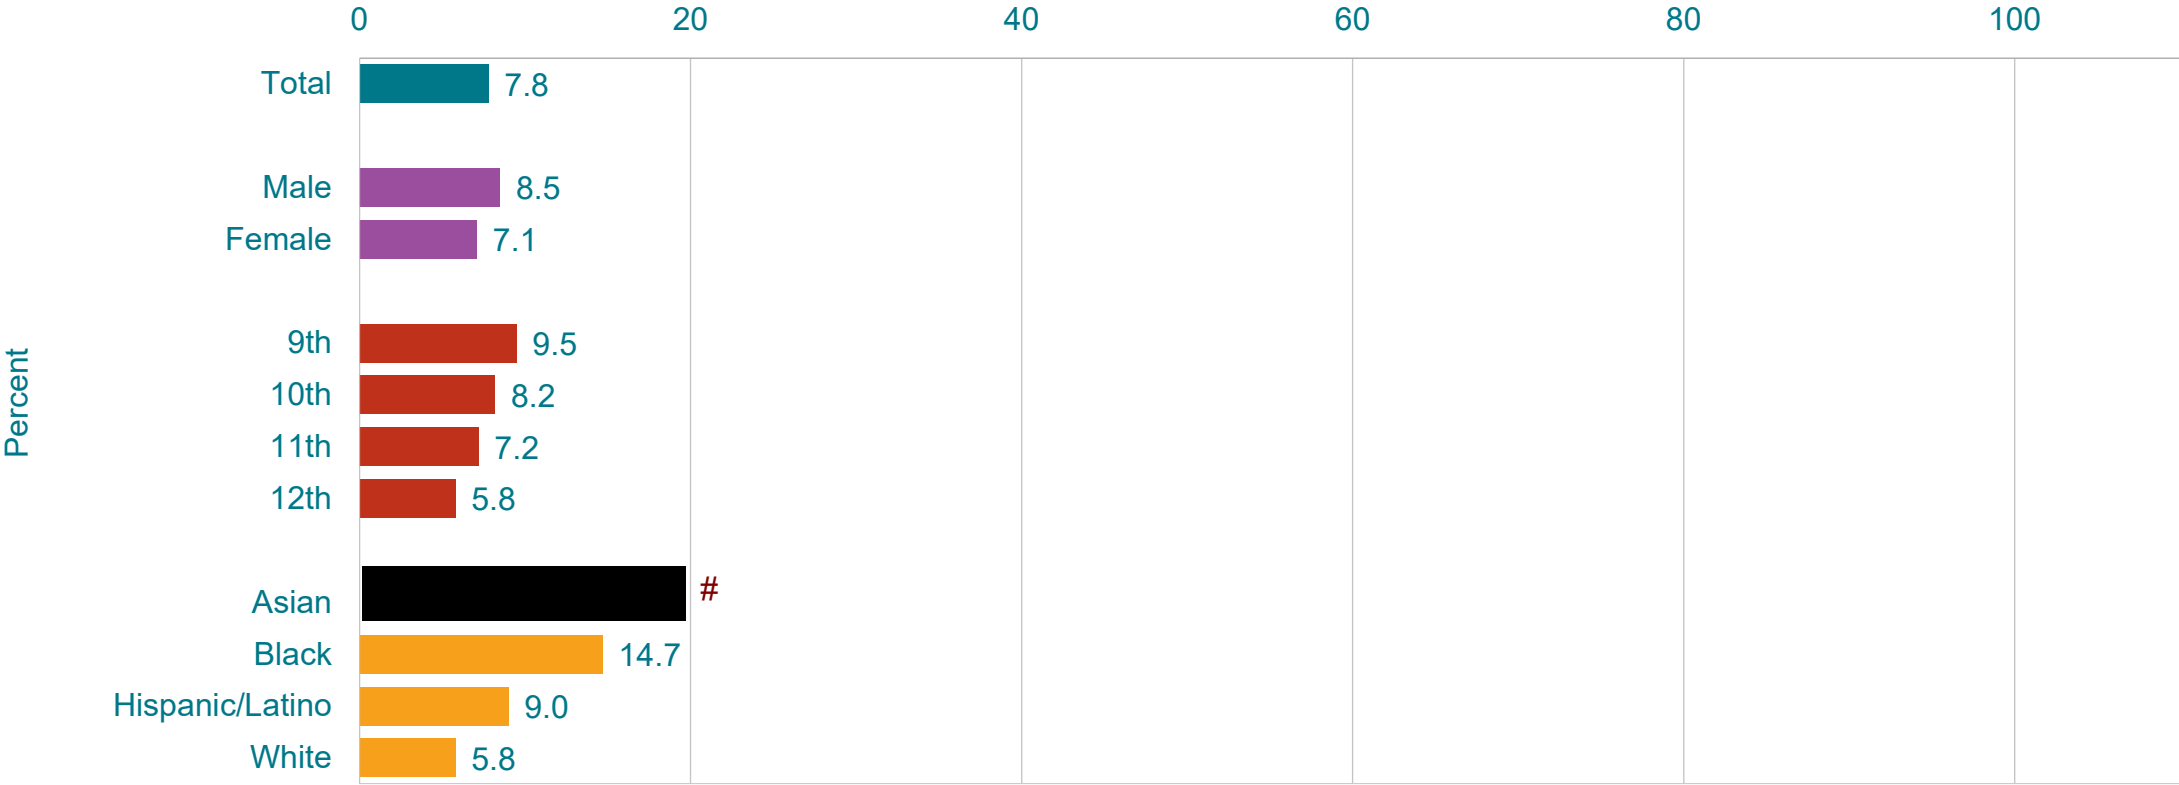 0 20 40 60 80 100
Total 7.8
Male 8.5
Female 7.1
9th 9.5
10th 8.2
11th 7.2
12th 5.8
Asian #
Black 14.7
Hispanic/Latino 9.0
White 5.8
Percent